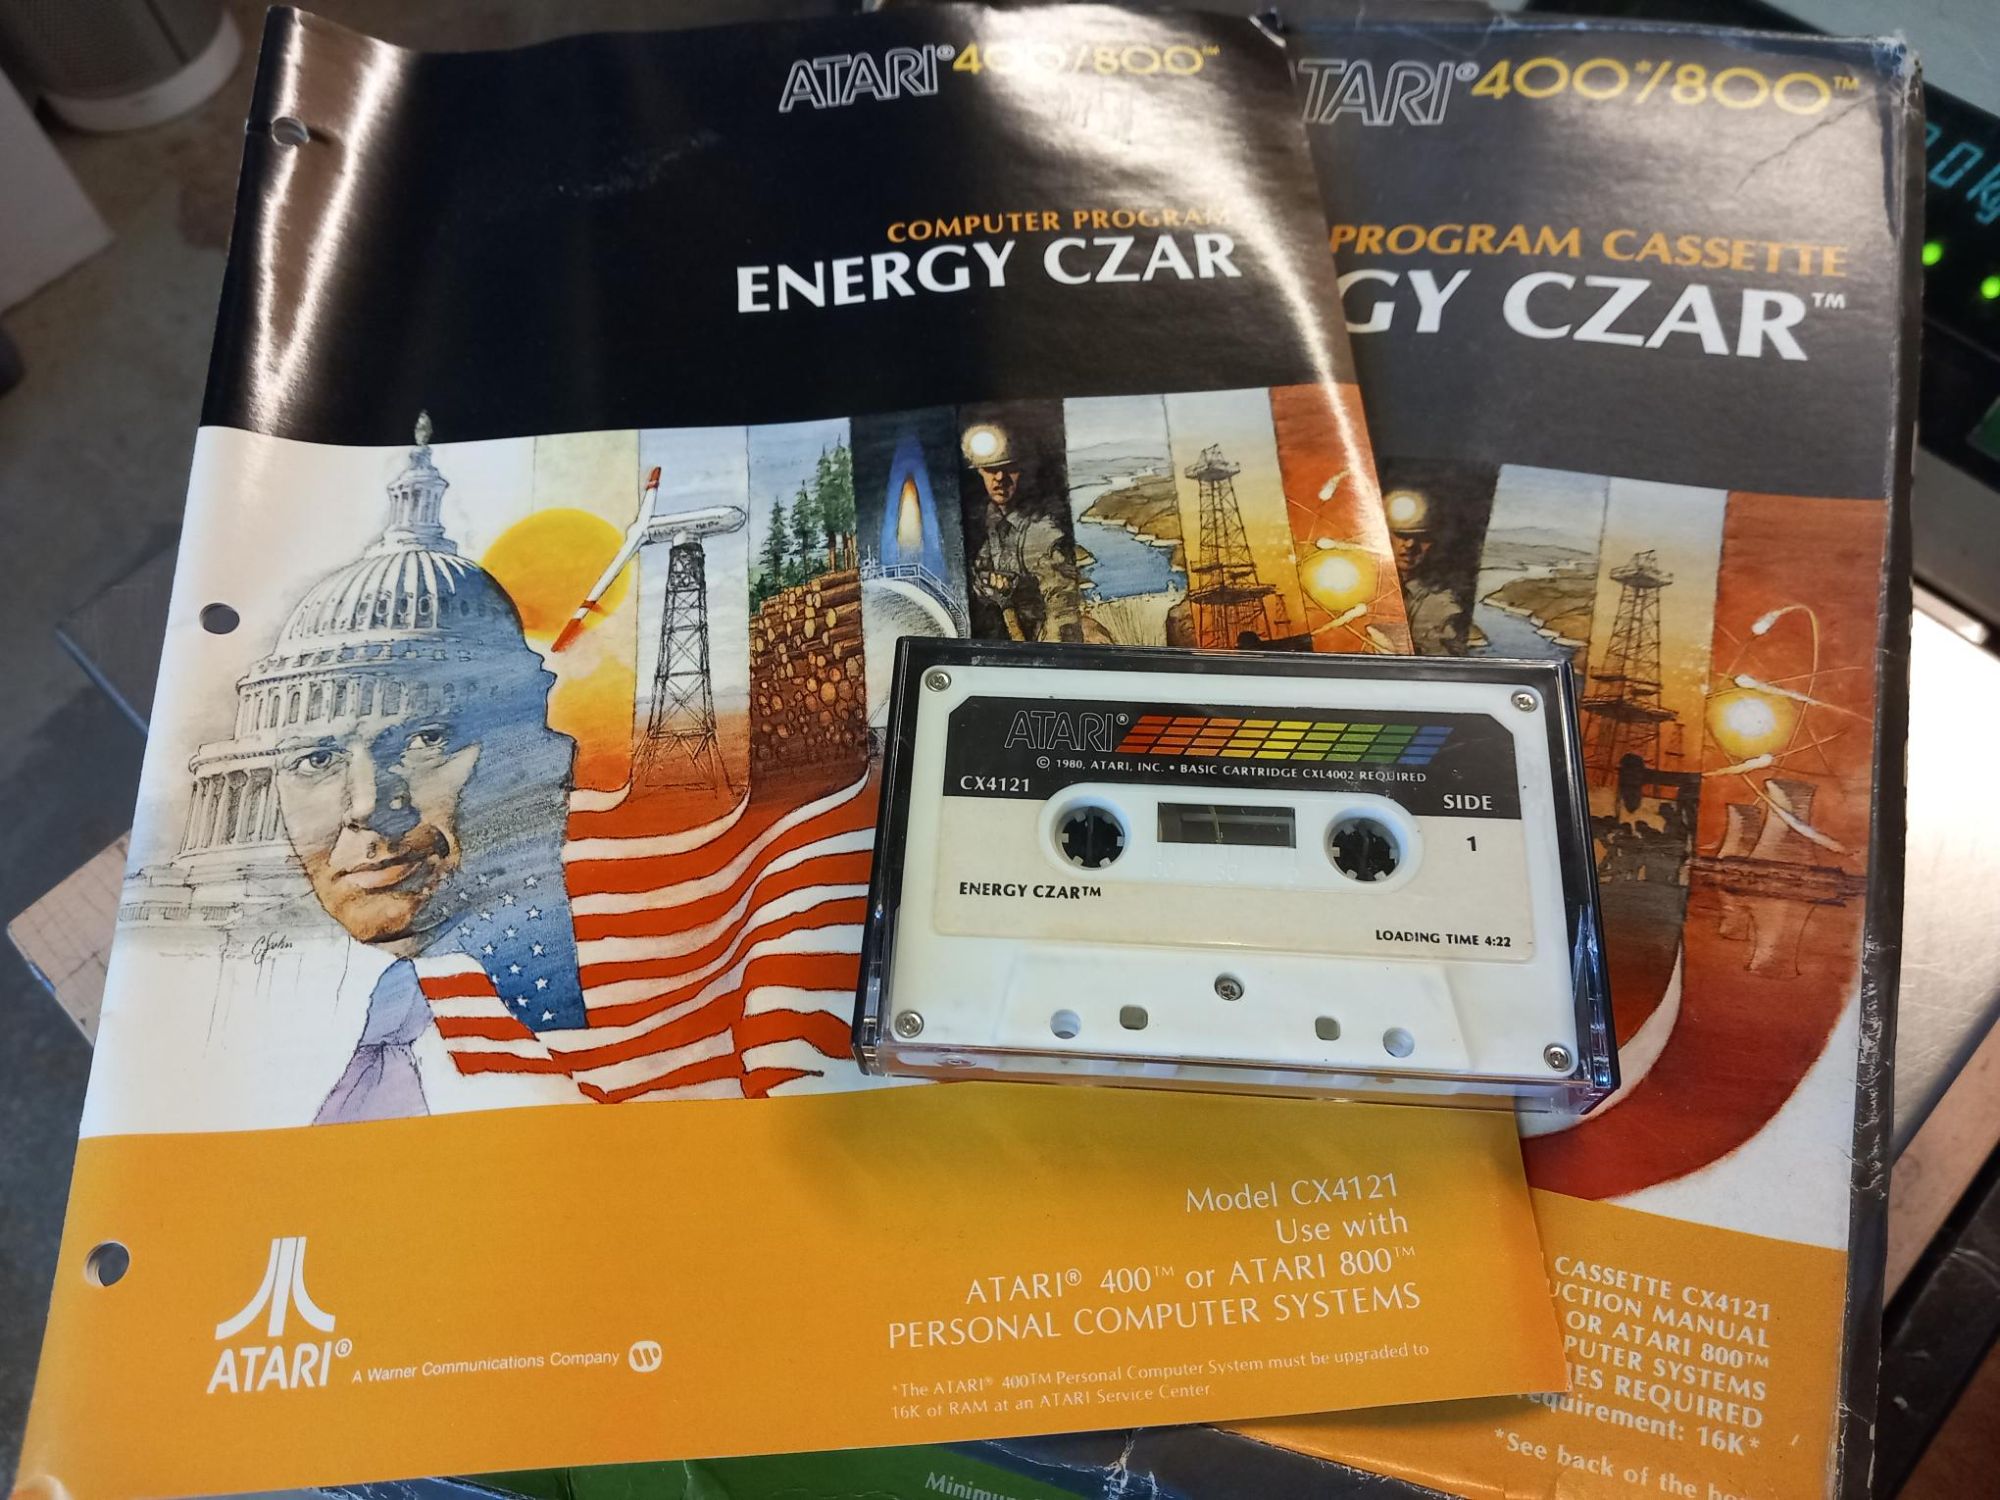 ATARI® 400/800™
COMPUTER PROGRAM
ENERGY CZAR
TARI® 400*/800™
PROGRAM CASSETTE
GY CZAR™
0kg
ATARI®
© 1980, ATARI, INC. • BASIC CARTRIDGE CXL4002 REQUIRED
CX4121
SIDE
1
ENERGY CZAR™
LOADING TIME 4:22
Model CX4121
Use with
ATARI® 400™ or ATARI 800™
PERSONAL COMPUTER SYSTEMS
*The ATARI® 400TM Personal Computer System must be upgraded to
16K of RAM at an ATARI Service Center.
ATARI®
A Warner Communications Company
CASSETTE CX4121
UCTION MANUAL
OR ATARI 800™
PUTER SYSTEMS
ES REQUIRED
equirement: 16K*
*See back of the bo
Minimu